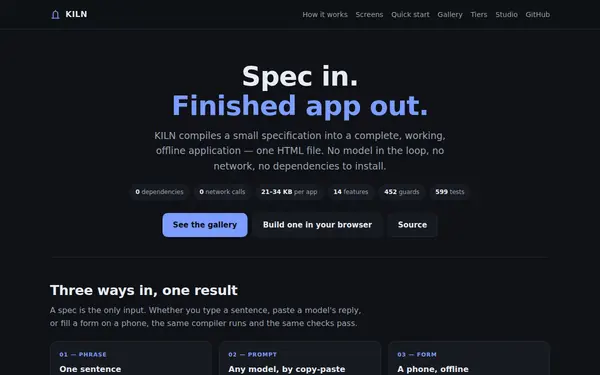 KILN
How it works Screens Quick start Gallery Tiers Studio GitHub
Spec in.
Finished app out.
KILN compiles a small specification into a complete, working,
offline application — one HTML file. No model in the loop, no
network, no dependencies to install.
0 dependencies 0 network calls 21–34 KB per app 14 features 452 guards 599 tests
See the gallery Build one in your browser Source
Three ways in, one result
A spec is the only input. Whether you type a sentence, paste a model's reply,
or fill a form on a phone, the same compiler runs and the same checks pass.
01 — PHRASE 02 — PROMPT 03 — FORM
One sentence Any model, by copy-paste A phone, offline